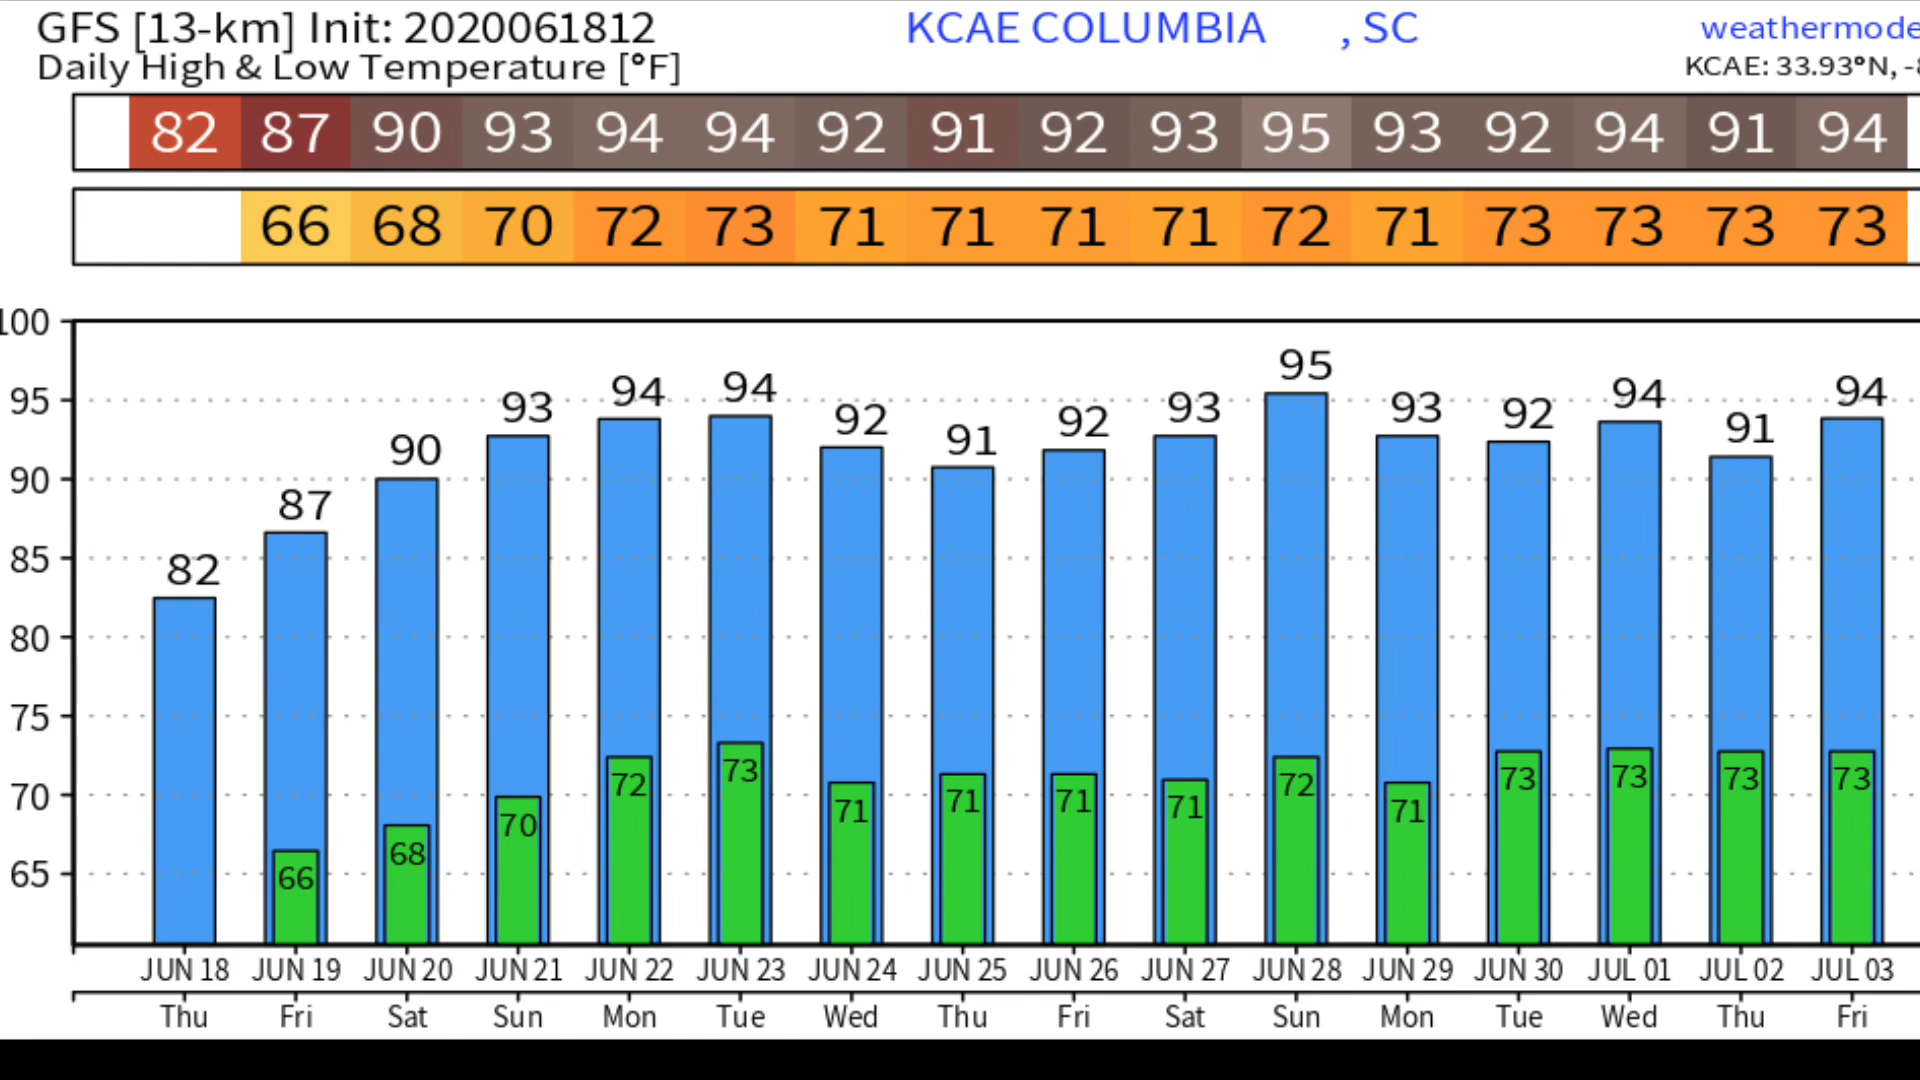 GFS [13-km] Init: 2020061812 KCAE COLUMBIA , SC weathermode
Daily High & Low Temperature [°F] KCAE: 33.93°N, -8
82 87 90 93 94 94 92 91 92 93 95 93 92 94 91 94
66 68 70 72 73 71 71 71 71 72 71 73 73 73 73
100
95
90
85
80
75
70
65
82 87 90 93 94 94 92 91 92 93 95 93 92 94 91 94
66 68 70 72 73 71 71 71 71 72 71 73 73 73 73
JUN 18 JUN 19 JUN 20 JUN 21 JUN 22 JUN 23 JUN 24 JUN 25 JUN 26 JUN 27 JUN 28 JUN 29 JUN 30 JUL 01 JUL 02 JUL 03
Thu Fri Sat Sun Mon Tue Wed Thu Fri Sat Sun Mon Tue Wed Thu Fri